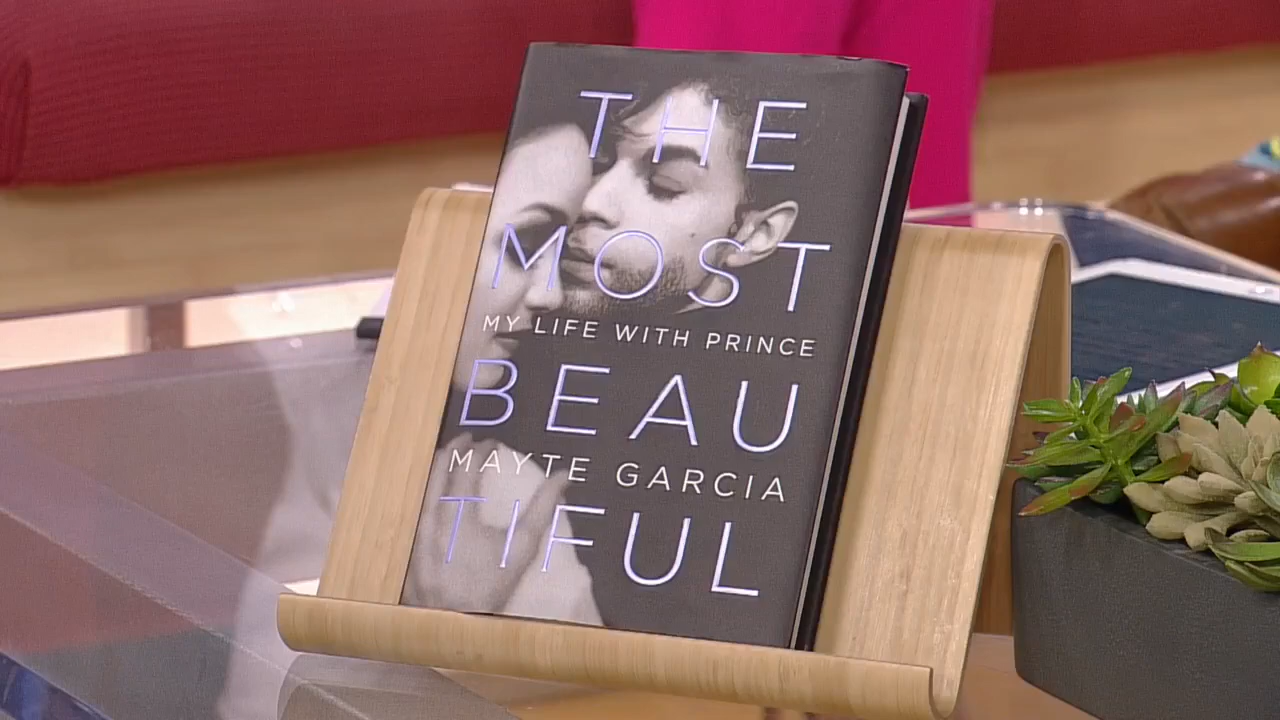 THE
MOST
MY LIFE WITH PRINCE
BEAU
MAYTE GARCIA
TIFUL